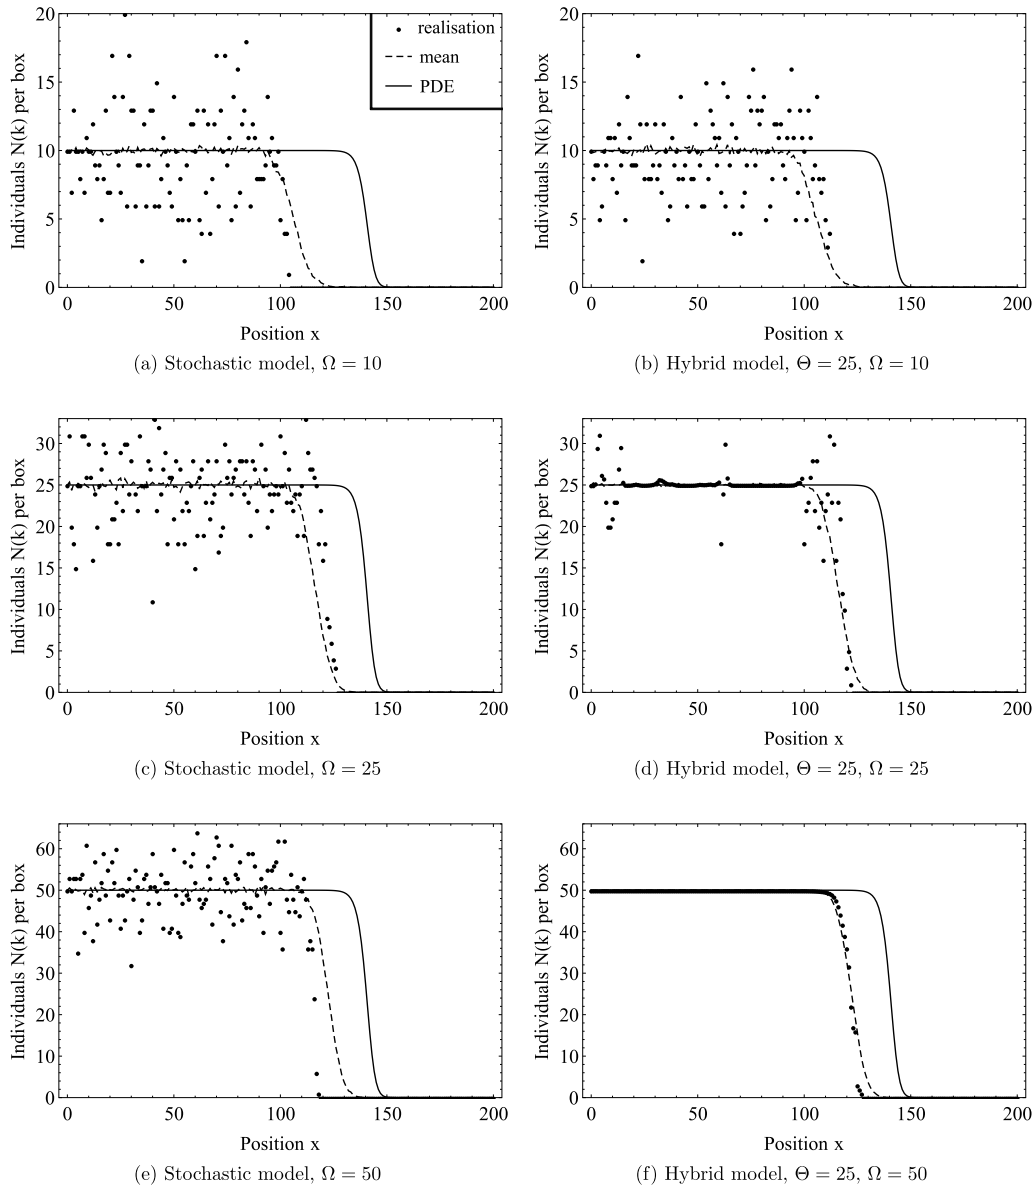 20
15
10
5
0
Individuals N(k) per box
realisation
mean
PDE
0 50 100 150 200
Position x
(a) Stochastic model, Ω = 10
20
15
10
5
0
Individuals N(k) per box
0 50 100 150 200
Position x
(b) Hybrid model, Θ = 25, Ω = 10
30
25
20
15
10
5
0
Individuals N(k) per box
0 50 100 150 200
Position x
(c) Stochastic model, Ω = 25
30
25
20
15
10
5
0
Individuals N(k) per box
0 50 100 150 200
Position x
(d) Hybrid model, Θ = 25, Ω = 25
60
50
40
30
20
10
0
Individuals N(k) per box
0 50 100 150 200
Position x
(e) Stochastic model, Ω = 50
60
50
40
30
20
10
0
Individuals N(k) per box
0 50 100 150 200
Position x
(f) Hybrid model, Θ = 25, Ω = 50